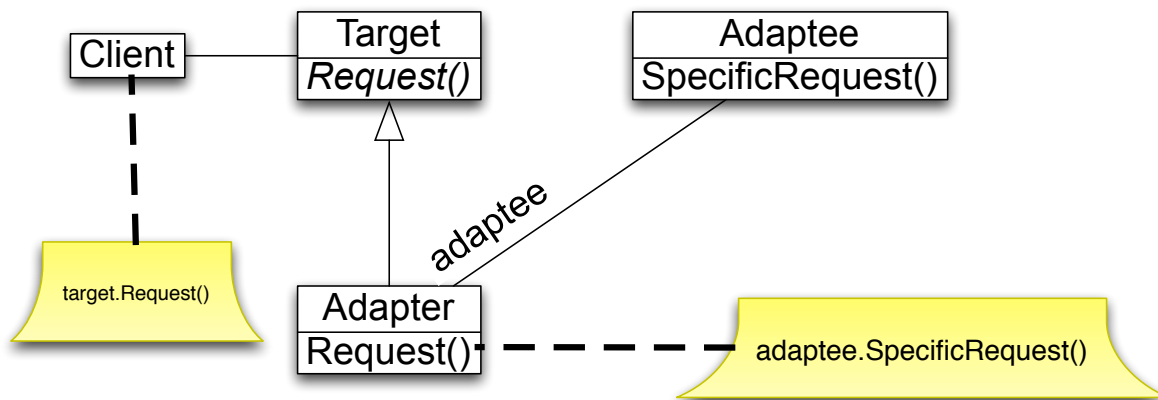 Client
Target
Request()
Adaptee
SpecificRequest()
adaptee
target.Request()
Adapter
Request()
adaptee.SpecificRequest()